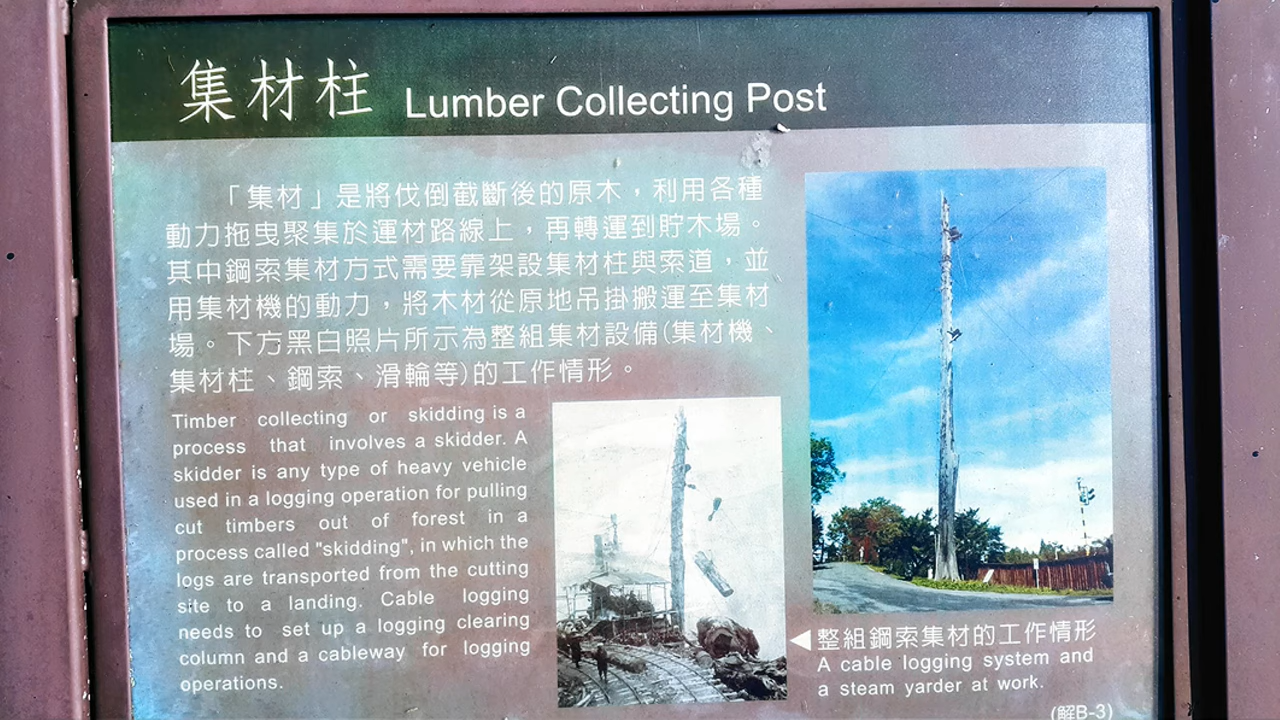 集材柱 Lumber Collecting Post
「集材」是將伐倒截斷後的原木，利用各種
動力拖曳聚集於運材路線上，再轉運到貯木場。
其中鋼索集材方式需要靠架設集材柱與索道，並
用集材機的動力，將木材從原地吊掛搬運至集材
場。下方黑白照片所示為整組集材設備(集材機、
集材柱、鋼索、滑輪等)的工作情形。
Timber collecting or skidding is a
process that involves a skidder. A
skidder is any type of heavy vehicle
used in a logging operation for pulling
cut timbers out of forest in a
process called "skidding", in which the
logs are transported from the cutting
site to a landing. Cable logging
needs to set up a logging clearing
column and a cableway for logging
operations.
◀整組鋼索集材的工作情形
A cable logging system and
a steam yarder at work.
(解B-3)